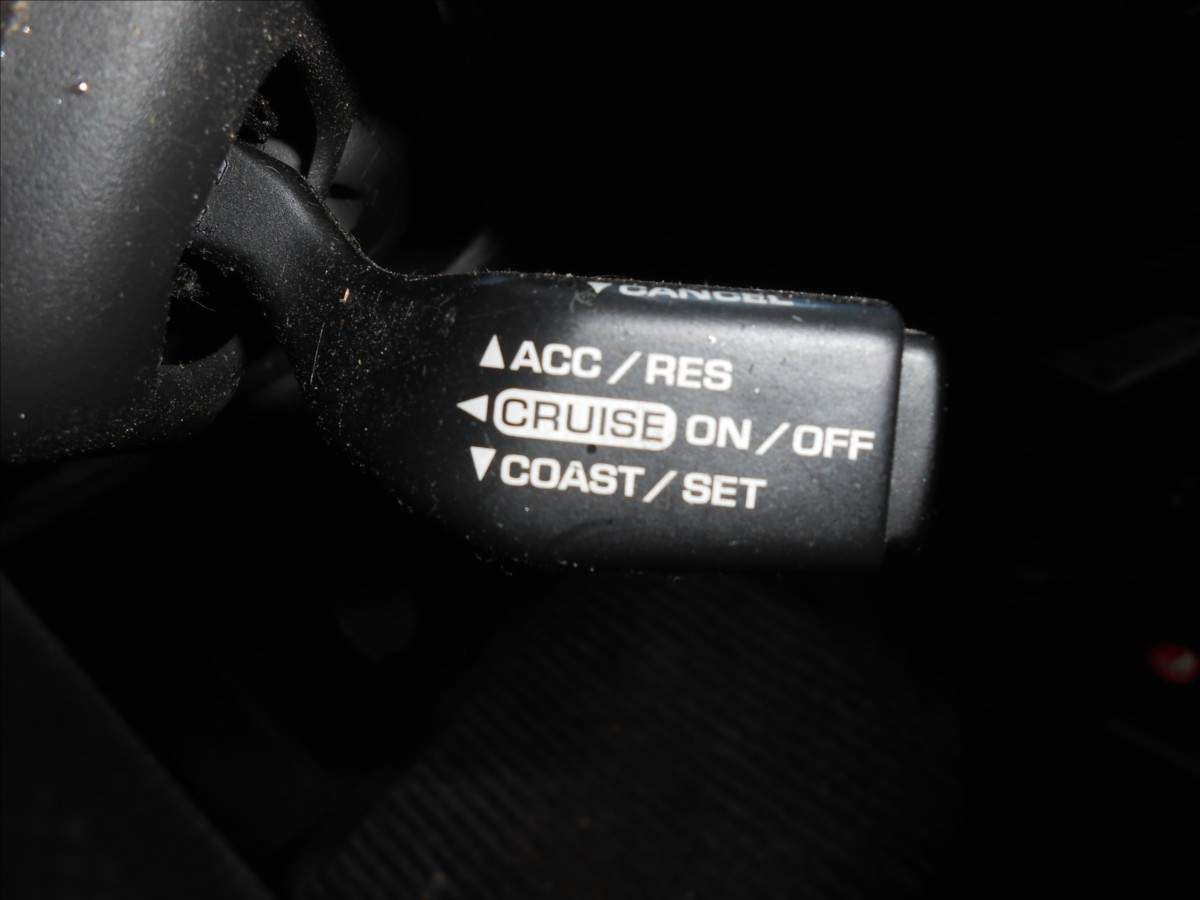 ▼CANCEL
▲ACC/RES
◀CRUISE ON/OFF
▼COAST/SET